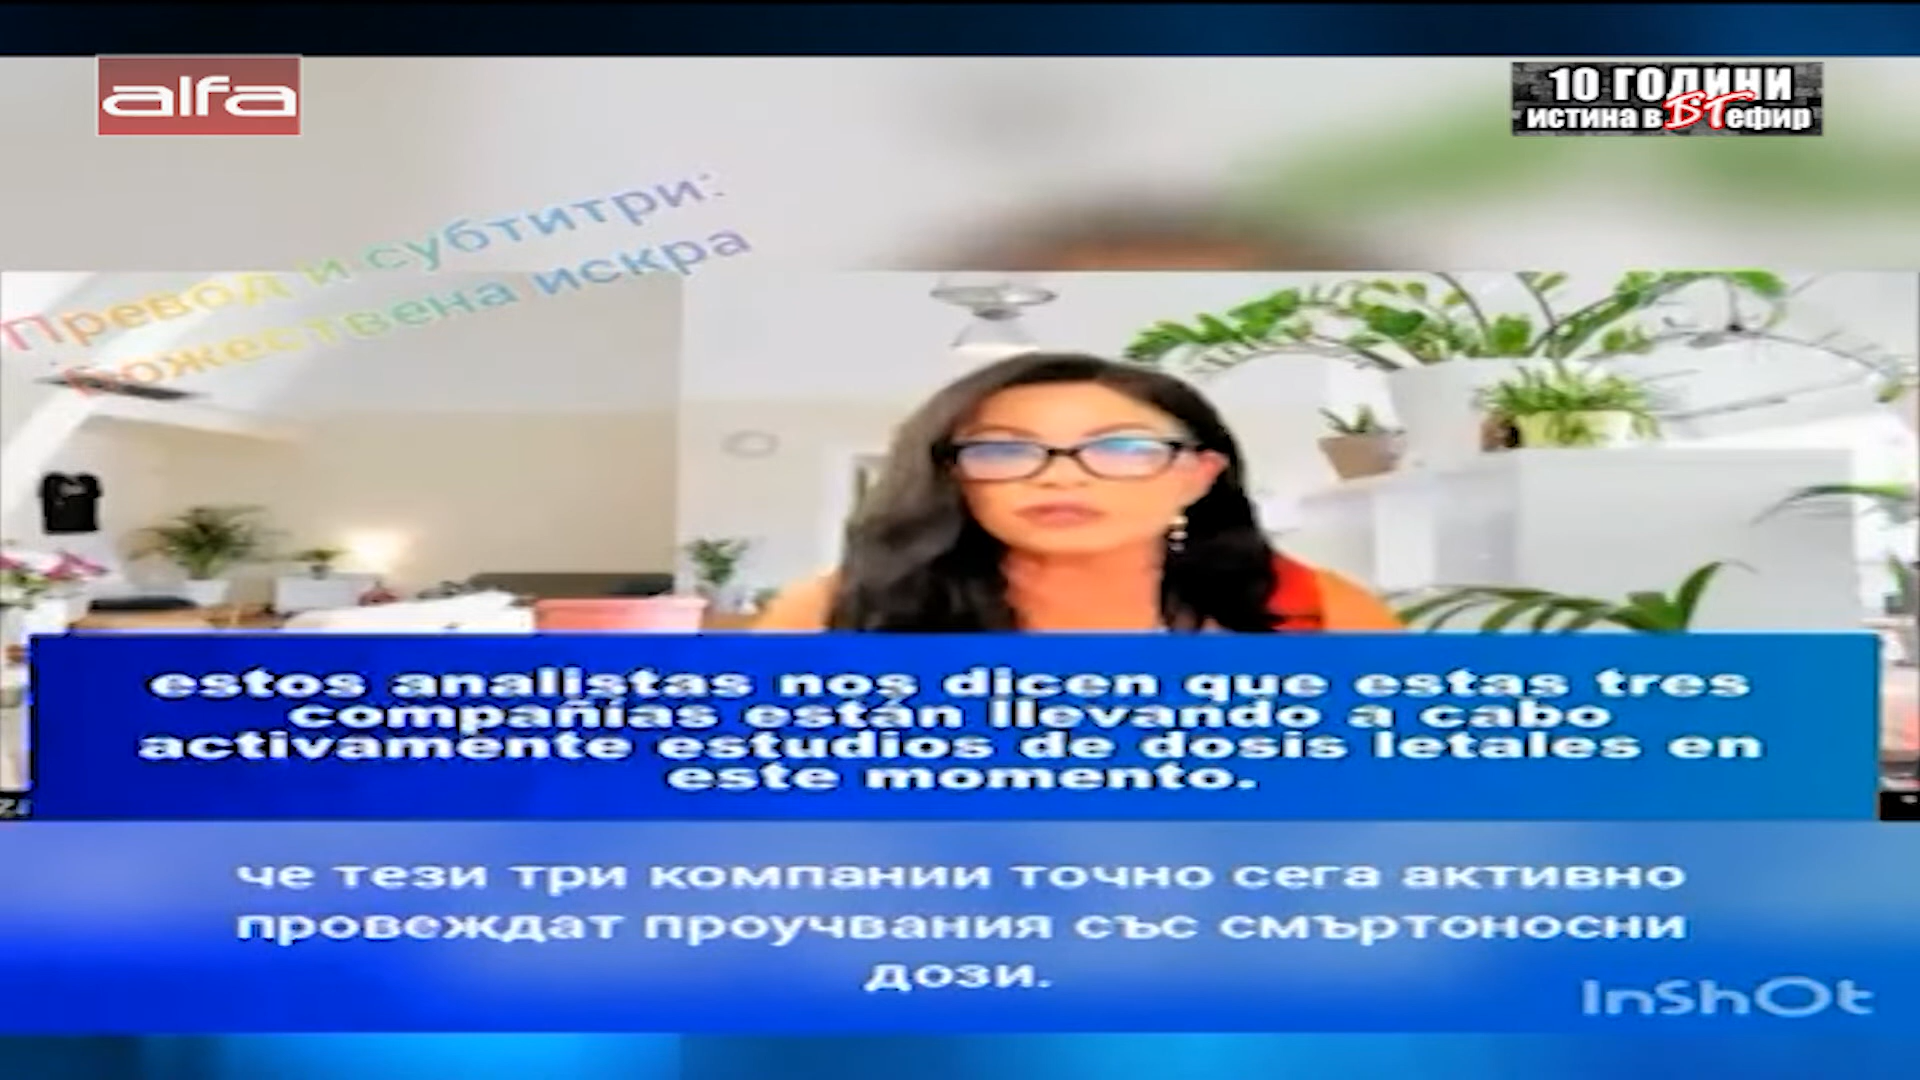 alfa
10 ГОДИНИ
истина в БТ ефир
Превод и субтитри:
Божествена искра
estos analistas nos dicen que estas tres
compañías están llevando a cabo
activamente estudios de dosis letales en
este momento.
че тези три компании точно сега активно
провеждат проучвания със смъртоносни
дози.
InShOt